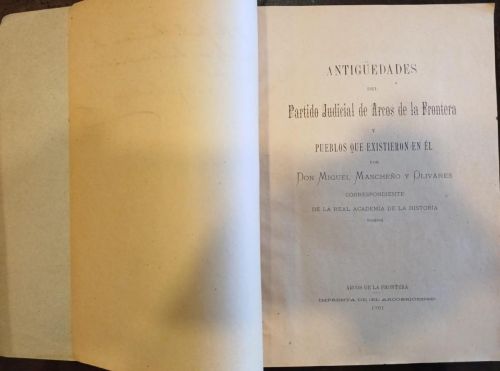 ANTIGÜEDADES
DEL
Partido Judicial de Arcos de la Frontera
Y
PUEBLOS QUE EXISTIERON EN ÉL
POR
DON MIGUEL MANCHEÑO Y OLIVARES
CORRESPONDIENTE
DE LA REAL ACADEMIA DE LA HISTORIA
ARCOS DE LA FRONTERA
IMPRENTA DE «EL ARCOBRICENSE»
1901